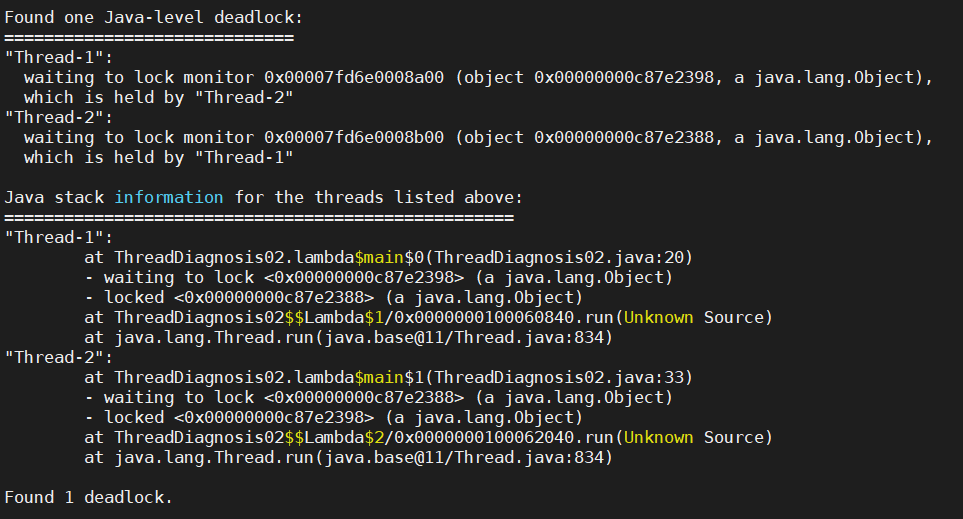 Found one Java-level deadlock:
=============================
"Thread-1":
  waiting to lock monitor 0x00007fd6e0008a00 (object 0x00000000c87e2398, a java.lang.Object),
  which is held by "Thread-2"
"Thread-2":
  waiting to lock monitor 0x00007fd6e0008b00 (object 0x00000000c87e2388, a java.lang.Object),
  which is held by "Thread-1"

Java stack information for the threads listed above:
===================================================
"Thread-1":
        at ThreadDiagnosis02.lambda$main$0(ThreadDiagnosis02.java:20)
        - waiting to lock <0x00000000c87e2398> (a java.lang.Object)
        - locked <0x00000000c87e2388> (a java.lang.Object)
        at ThreadDiagnosis02$$Lambda$1/0x0000000100060840.run(Unknown Source)
        at java.lang.Thread.run(java.base@11/Thread.java:834)
"Thread-2":
        at ThreadDiagnosis02.lambda$main$1(ThreadDiagnosis02.java:33)
        - waiting to lock <0x00000000c87e2388> (a java.lang.Object)
        - locked <0x00000000c87e2398> (a java.lang.Object)
        at ThreadDiagnosis02$$Lambda$2/0x0000000100062040.run(Unknown Source)
        at java.lang.Thread.run(java.base@11/Thread.java:834)

Found 1 deadlock.